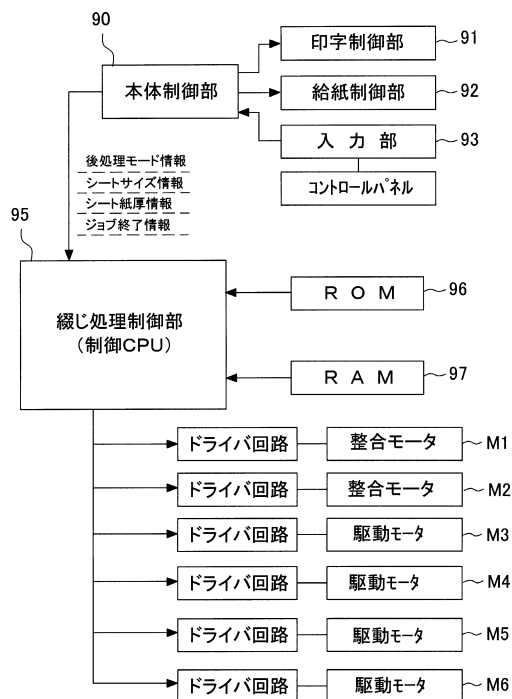 90
本体制御部
印字制御部
91
給紙制御部
92
入力部
93
コントロールパネル
後処理モード情報
シートサイズ情報
シート紙厚情報
ジョブ終了情報
95
綴じ処理制御部
（制御CPU）
ROM
96
RAM
97
ドライバ回路
整合モータ
M1
ドライバ回路
整合モータ
M2
ドライバ回路
駆動モータ
M3
ドライバ回路
駆動モータ
M4
ドライバ回路
駆動モータ
M5
ドライバ回路
駆動モータ
M6